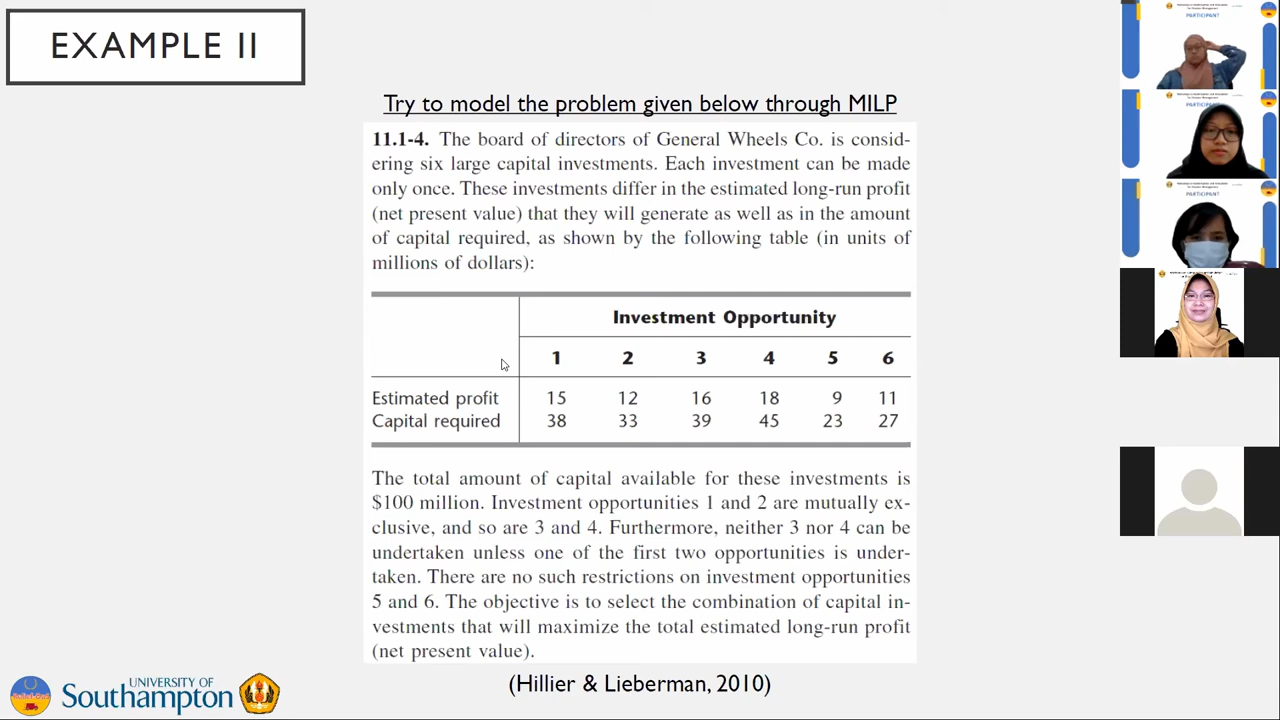 EXAMPLE II
Try to model the problem given below through MILP
11.1-4. The board of directors of General Wheels Co. is consid-
ering six large capital investments. Each investment can be made
only once. These investments differ in the estimated long-run profit
(net present value) that they will generate as well as in the amount
of capital required, as shown by the following table (in units of
millions of dollars):
Investment Opportunity
1 2 3 4 5 6
Estimated profit 15 12 16 18 9 11
Capital required 38 33 39 45 23 27
The total amount of capital available for these investments is
$100 million. Investment opportunities 1 and 2 are mutually ex-
clusive, and so are 3 and 4. Furthermore, neither 3 nor 4 can be
undertaken unless one of the first two opportunities is under-
taken. There are no such restrictions on investment opportunities
5 and 6. The objective is to select the combination of capital in-
vestments that will maximize the total estimated long-run profit
(net present value).
(Hillier & Lieberman, 2010)
UNIVERSITY OF
Southampton
PARTICIPANT
PARTICIPANT
PARTICIPANT